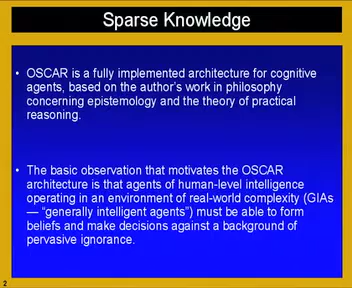 Sparse Knowledge
• OSCAR is a fully implemented architecture for cognitive
agents, based on the author's work in philosophy
concerning epistemology and the theory of practical
reasoning.
• The basic observation that motivates the OSCAR
architecture is that agents of human-level intelligence
operating in an environment of real-world complexity (GIAs
— “generally intelligent agents”) must be able to form
beliefs and make decisions against a background of
pervasive ignorance.
2